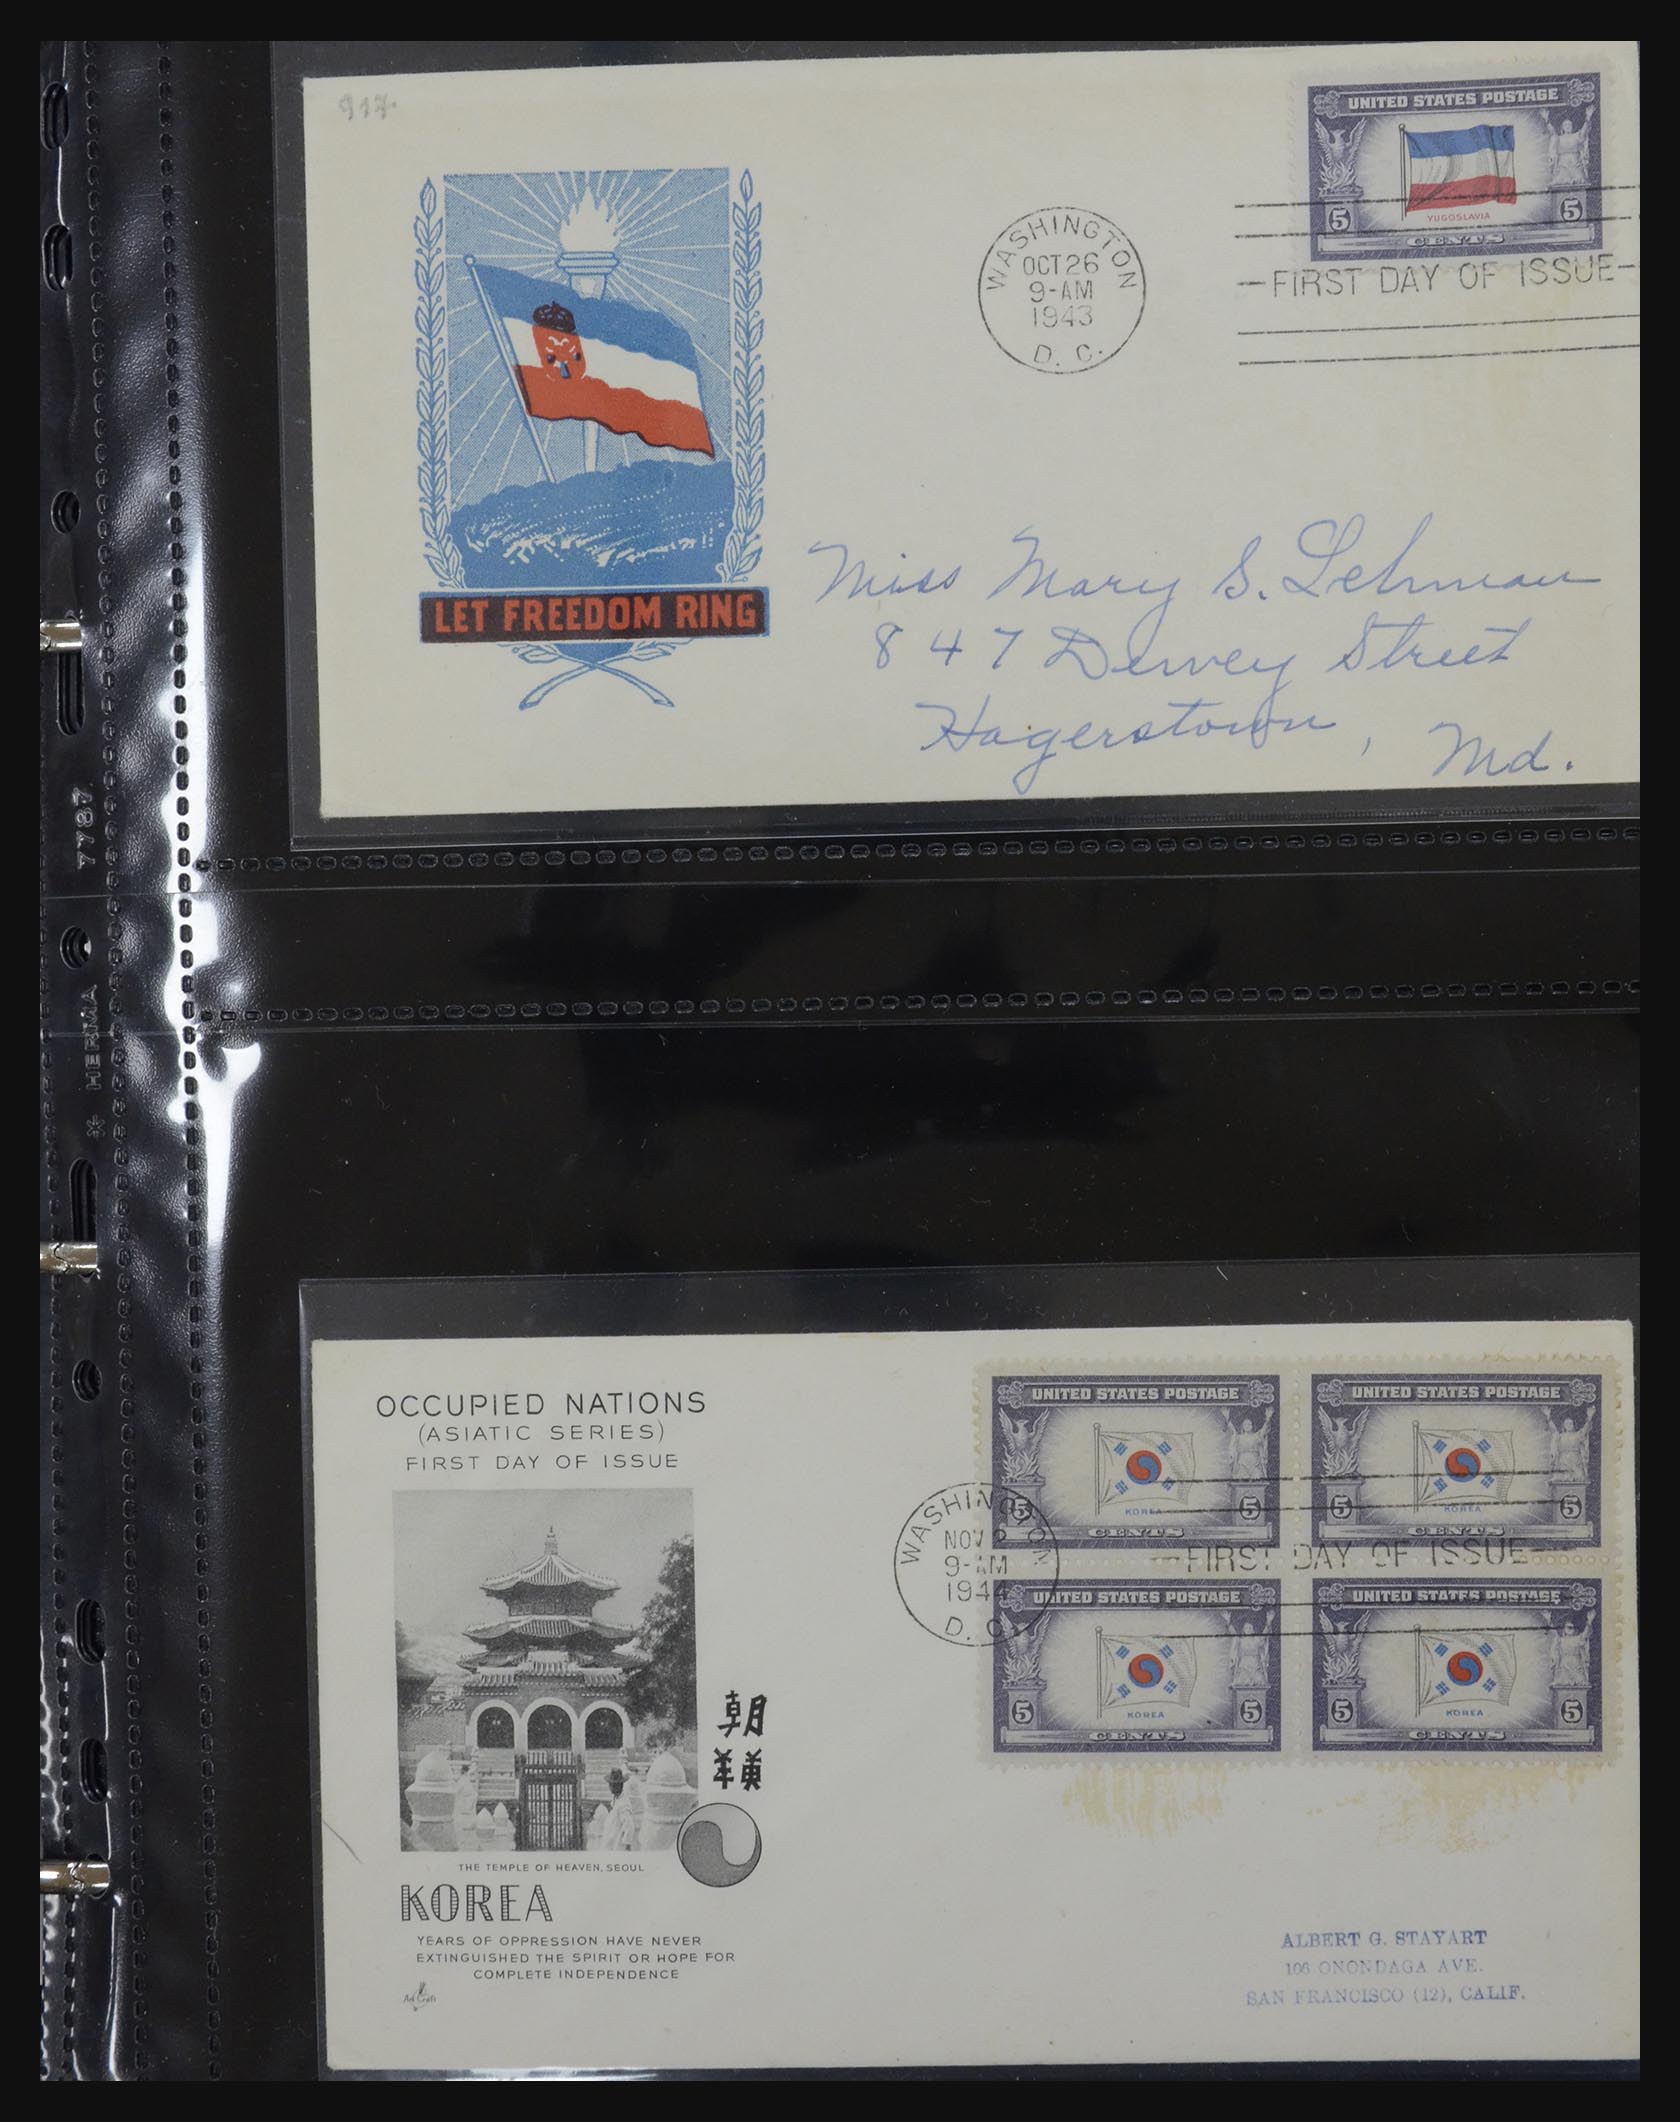 917.
UNITED STATES POSTAGE
YUGOSLAVIA
5 5
CENTS
WASHINGTON
OCT 26
9-AM
1943
D. C.
-FIRST DAY OF ISSUE-
LET FREEDOM RING
Miss Mary S. Lehman
847 Dewey Street
Hagerstown, Md.
7787
* HERMA
OCCUPIED NATIONS
(ASIATIC SERIES)
FIRST DAY OF ISSUE
UNITED STATES POSTAGE
KOREA
5 5
CENTS
UNITED STATES POSTAGE
KOREA
5 5
CENTS
WASHINGTON
NOV 2
9-AM
1944
D. C.
-FIRST DAY OF ISSUE-
UNITED STATES POSTAGE
KOREA
5 5
CENTS
UNITED STATES POSTAGE
KOREA
5 5
CENTS
朝
THE TEMPLE OF HEAVEN, SEOUL
KOREA
YEARS OF OPPRESSION HAVE NEVER
EXTINGUISHED THE SPIRIT OR HOPE FOR
COMPLETE INDEPENDENCE
Art Craft
ALBERT G. STAYART
106 ONONDAGA AVE.
SAN FRANCISCO (12), CALIF.